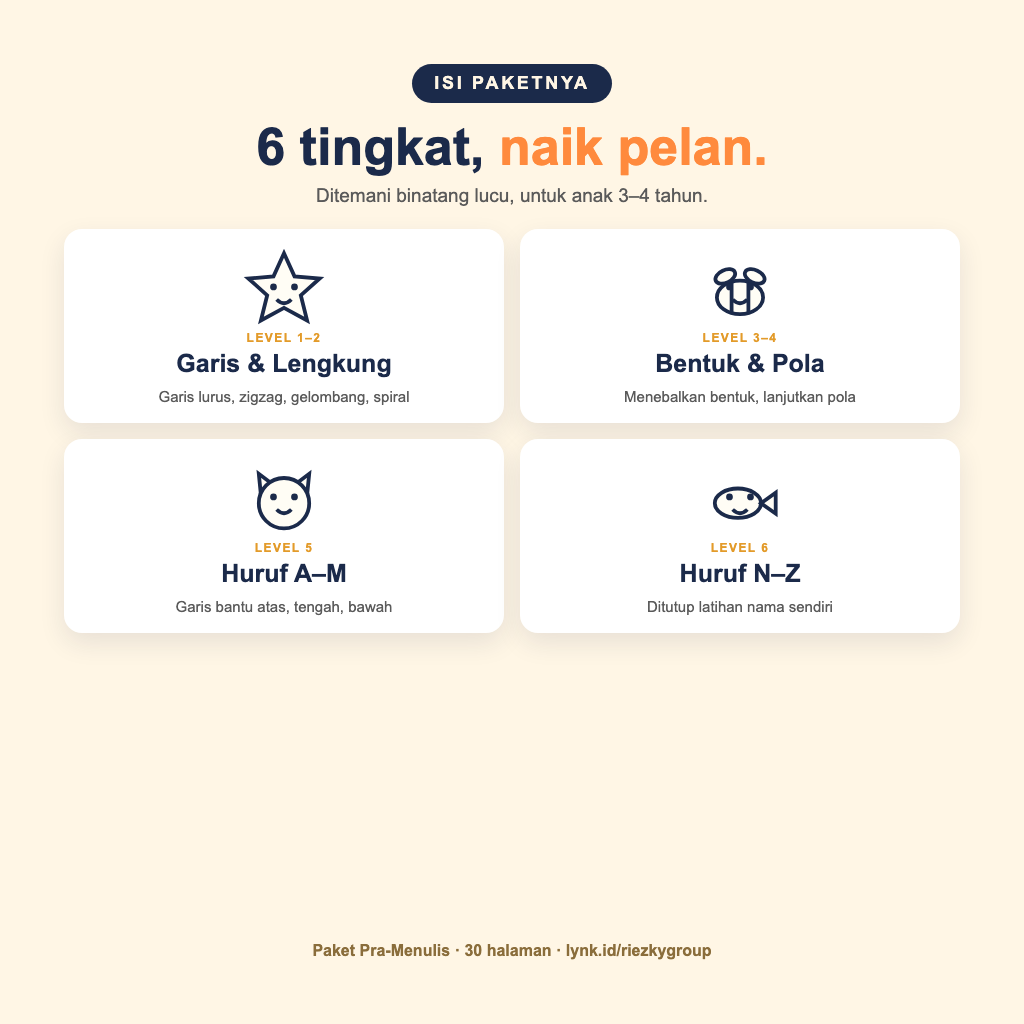 ISI PAKETNYA
6 tingkat, naik pelan.
Ditemani binatang lucu, untuk anak 3–4 tahun.
LEVEL 1–2
Garis & Lengkung
Garis lurus, zigzag, gelombang, spiral
LEVEL 3–4
Bentuk & Pola
Menebalkan bentuk, lanjutkan pola
LEVEL 5
Huruf A–M
Garis bantu atas, tengah, bawah
LEVEL 6
Huruf N–Z
Ditutup latihan nama sendiri
Paket Pra-Menulis · 30 halaman · lynk.id/riezkygroup